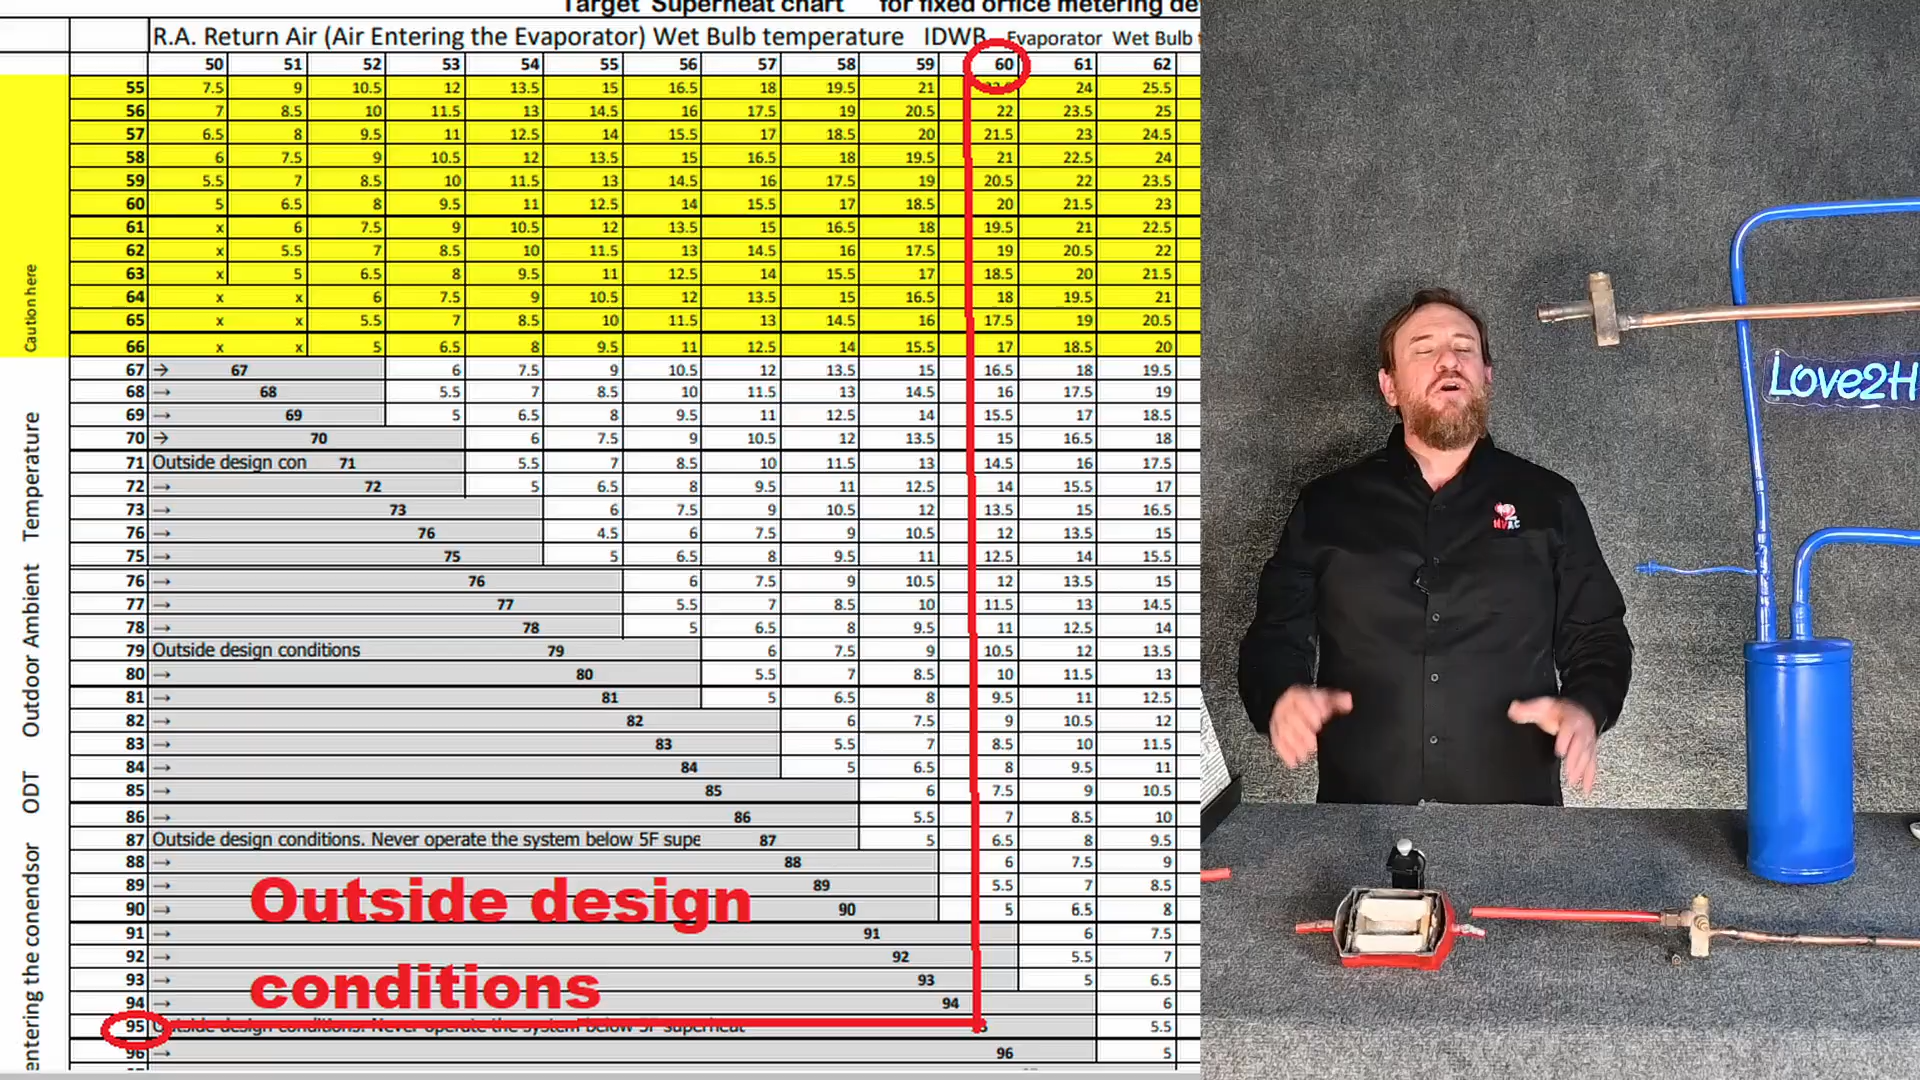 Target Superheat chart for fixed office metering de
R.A. Return Air (Air Entering the Evaporator) Wet Bulb temperature IDWB Evaporator Wet Bulb
50 51 52 53 54 55 56 57 58 59 60 61 62
55 7.5 9 10.5 12 13.5 15 16.5 18 19.5 21 24 25.5
56 7 8.5 10 11.5 13 14.5 16 17.5 19 20.5 22 23.5 25
57 6.5 8 9.5 11 12.5 14 15.5 17 18.5 20 21.5 23 24.5
58 6 7.5 9 10.5 12 13.5 15 16.5 18 19.5 21 22.5 24
59 5.5 7 8.5 10 11.5 13 14.5 16 17.5 19 20.5 22 23.5
60 5 6.5 8 9.5 11 12.5 14 15.5 17 18.5 20 21.5 23
61 x 6 7.5 9 10.5 12 13.5 15 16.5 18 19.5 21 22.5
62 x 5.5 7 8.5 10 11.5 13 14.5 16 17.5 19 20.5 22
63 x 5 6.5 8 9.5 11 12.5 14 15.5 17 18.5 20 21.5
64 x x 6 7.5 9 10.5 12 13.5 15 16.5 18 19.5 21
65 x x 5.5 7 8.5 10 11.5 13 14.5 16 17.5 19 20.5
66 x x 5 6.5 8 9.5 11 12.5 14 15.5 17 18.5 20
67 → 67 6 7.5 9 10.5 12 13.5 15 16.5 18 19.5
68 → 68 5.5 7 8.5 10 11.5 13 14.5 16 17.5 19
69 → 69 5 6.5 8 9.5 11 12.5 14 15.5 17 18.5
70 → 70 6 7.5 9 10.5 12 13.5 15 16.5 18
71 Outside design con 71 5.5 7 8.5 10 11.5 13 14.5 16 17.5
72 → 72 5 6.5 8 9.5 11 12.5 14 15.5 17
73 → 73 6 7.5 9 10.5 12 13.5 15 16.5
76 → 76 4.5 6 7.5 9 10.5 12 13.5 15
75 → 75 5 6.5 8 9.5 11 12.5 14 15.5
76 → 76 6 7.5 9 10.5 12 13.5 15
77 → 77 5.5 7 8.5 10 11.5 13 14.5
78 → 78 5 6.5 8 9.5 11 12.5 14
79 Outside design conditions 79 6 7.5 9 10.5 12 13.5
80 → 80 5.5 7 8.5 10 11.5 13
81 → 81 5 6.5 8 9.5 11 12.5
82 → 82 6 7.5 9 10.5 12
83 → 83 5.5 7 8.5 10 11.5
84 → 84 5 6.5 8 9.5 11
85 → 85 6 7.5 9 10.5
86 86 5.5 7 8.5 10
87 Outside design conditions. Never operate the system below 5F supe 87 5 6.5 8 9.5
88 → 88 6 7.5 9
89 → 89 5.5 7 8.5
90 → 90 5 6.5 8
91 → 91 6 7.5
92 → 92 5.5 7
93 → 93 5 6.5
94 → 94 6
95 Outside design conditions. Never operate the system below 5F superheat 5.5
96 → 96 5
Outside design
conditions
Caution here
entering the conendsor ODT Outdoor Ambient Temperature
HVAC
Love2H